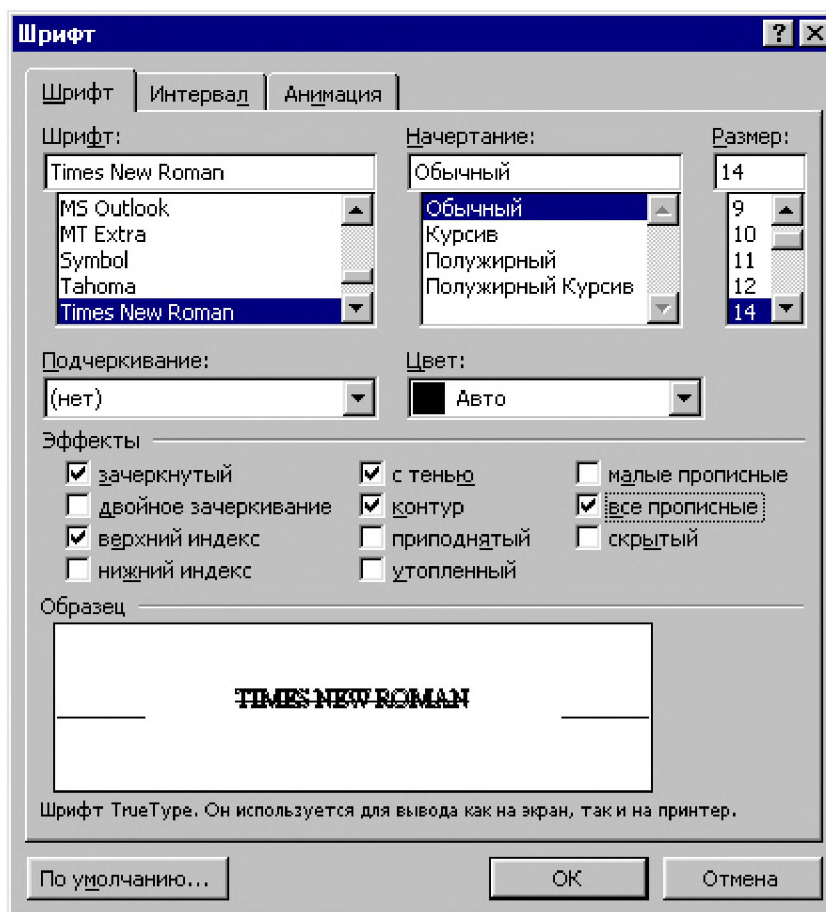 Шрифт
Шрифт Интервал Анимация
Шрифт: Начертание: Размер:
Times New Roman Обычный 14
MS Outlook Обычный 9
MT Extra Курсив 10
Symbol Полужирный 11
Tahoma Полужирный Курсив 12
Times New Roman 14
Подчеркивание: Цвет:
(нет) Авто
Эффекты
зачеркнутый с тенью малые прописные
двойное зачеркивание контур все прописные
верхний индекс приподнятый скрытый
нижний индекс утопленный
Образец
TIMES NEW ROMAN
Шрифт TrueType. Он используется для вывода как на экран, так и на принтер.
По умолчанию... OK Отмена